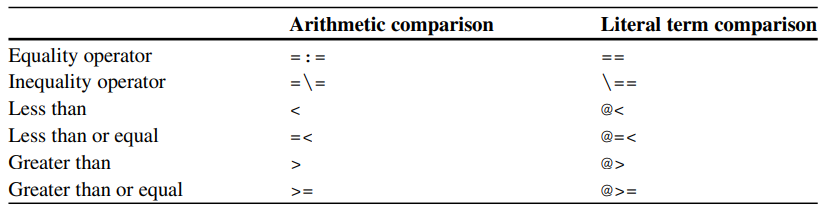 Arithmetic comparison Literal term comparison
Equality operator =:= ==
Inequality operator =\= \==
Less than < @<
Less than or equal =< @=<
Greater than > @>
Greater than or equal >= @>=